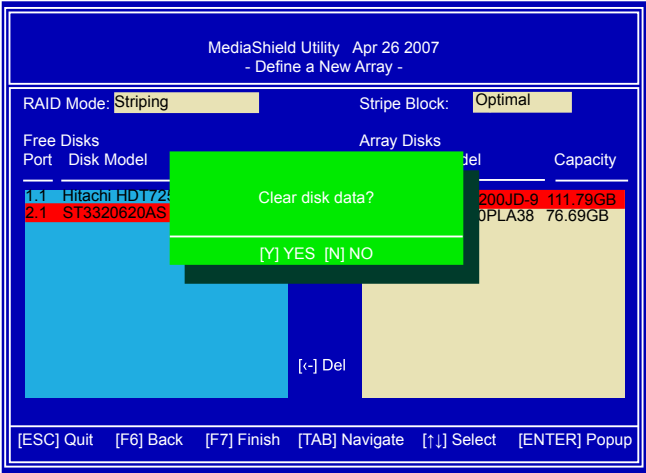 MediaShield Utility Apr 26 2007
- Define a New Array -
RAID Mode: Striping Stripe Block: Optimal
Free Disks Array Disks
Port Disk Model del Capacity
1.1 Hitachi HDT725 200JD-9 111.79GB
2.1 ST3320620AS 0PLA38 76.69GB
Clear disk data?
[Y] YES [N] NO
[‹-] Del
[ESC] Quit [F6] Back [F7] Finish [TAB] Navigate [↑↓] Select [ENTER] Popup